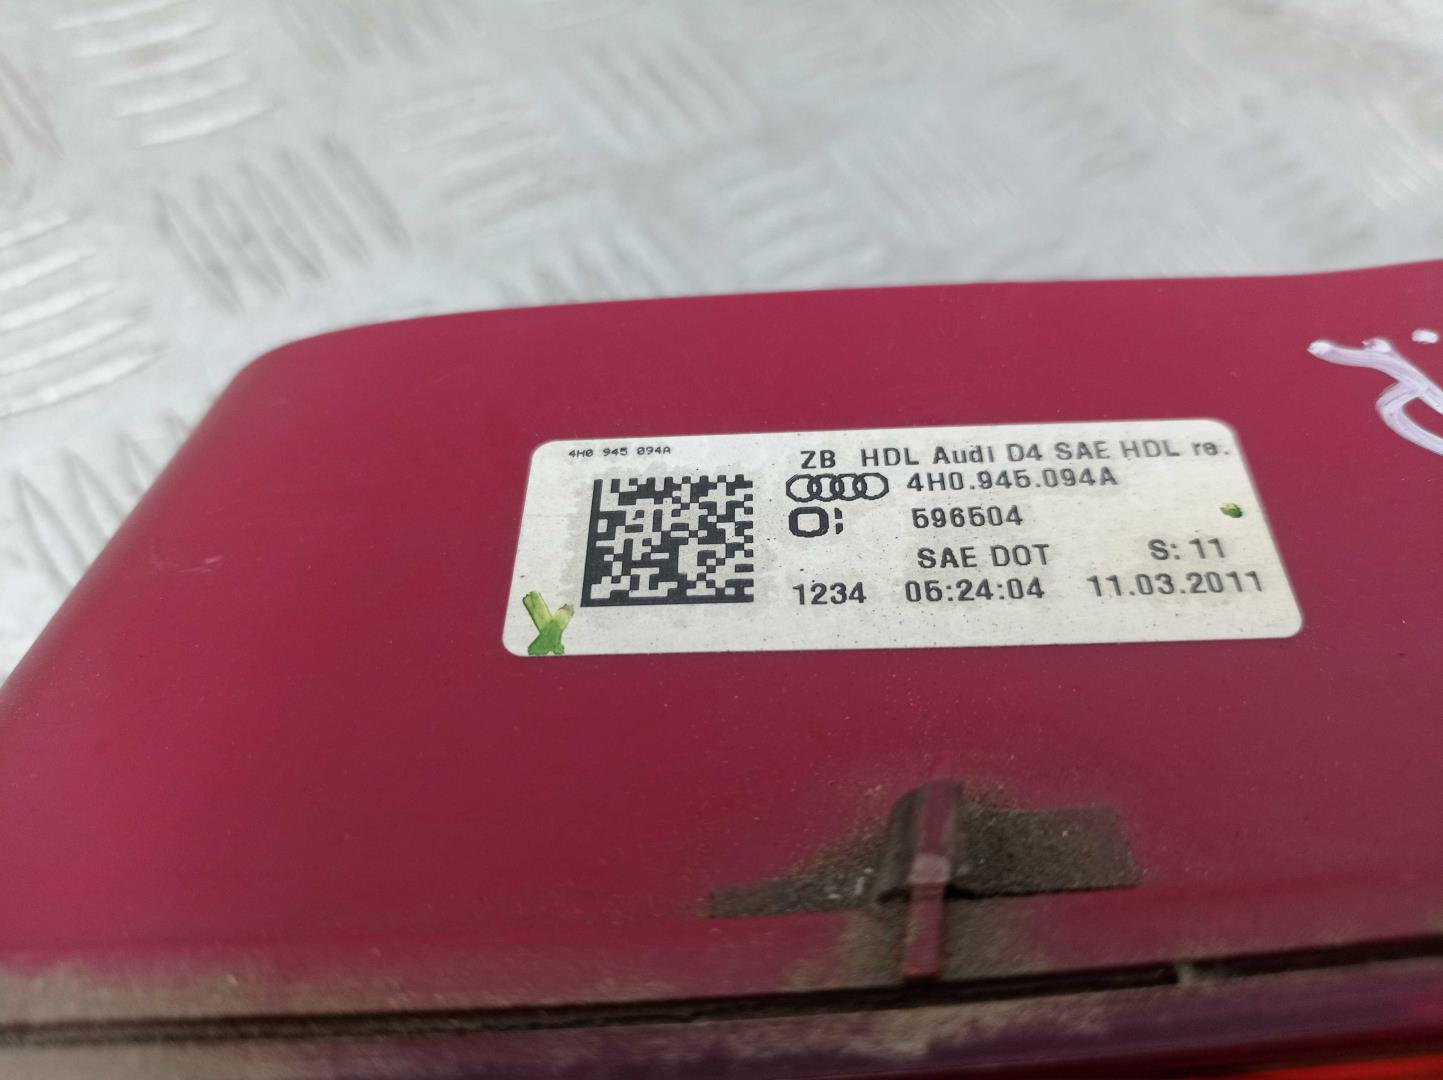 4H0 945 094A
ZB HDL Audi D4 SAE HDL re.
4H0.945.094A
596504
SAE DOT S: 11
1234 05:24:04 11.03.2011